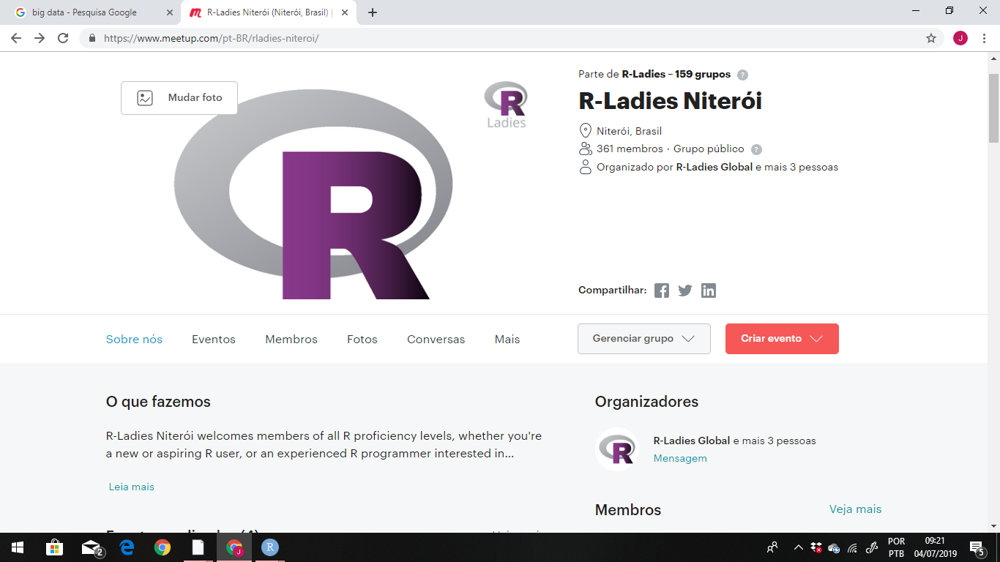 big data - Pesquisa Google
R-Ladies Niterói (Niterói, Brasil) |
https://www.meetup.com/pt-BR/rladies-niteroi/
J
Mudar foto
R
R
Ladies
Parte de R-Ladies – 159 grupos ?
R-Ladies Niterói
Niterói, Brasil
361 membros · Grupo público ?
Organizado por R-Ladies Global e mais 3 pessoas
Compartilhar:
Sobre nós
Eventos
Membros
Fotos
Conversas
Mais
Gerenciar grupo
Criar evento
O que fazemos
R-Ladies Niterói welcomes members of all R proficiency levels, whether you're
a new or aspiring R user, or an experienced R programmer interested in...
Leia mais
Organizadores
R
R-Ladies Global e mais 3 pessoas
Mensagem
Membros
Veja mais
2
J
R
POR
PTB
09:21
04/07/2019
5